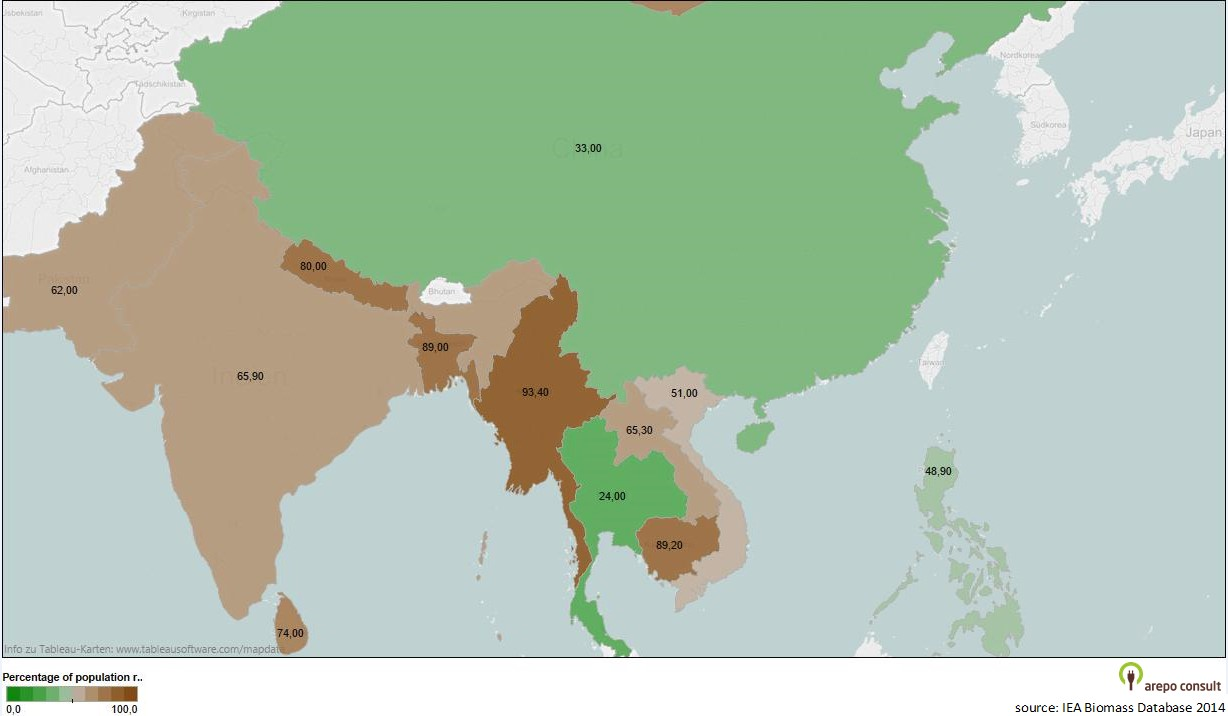 Usbekistan
Kirgistan
Tadschikistan
Nordkorea
Südkorea
Japan
China
33,00
Afghanistan
80,00
Pakistan
62,00
Bhutan
89,00
Taiwan
Indien
65,90
93,40
51,00
65,30
48,90
24,00
89,20
74,00
Info zu Tableau-Karten: www.tableausoftware.com/mapdata
Percentage of population r..
0,0
100,0
arepo consult
source: IEA Biomass Database 2014